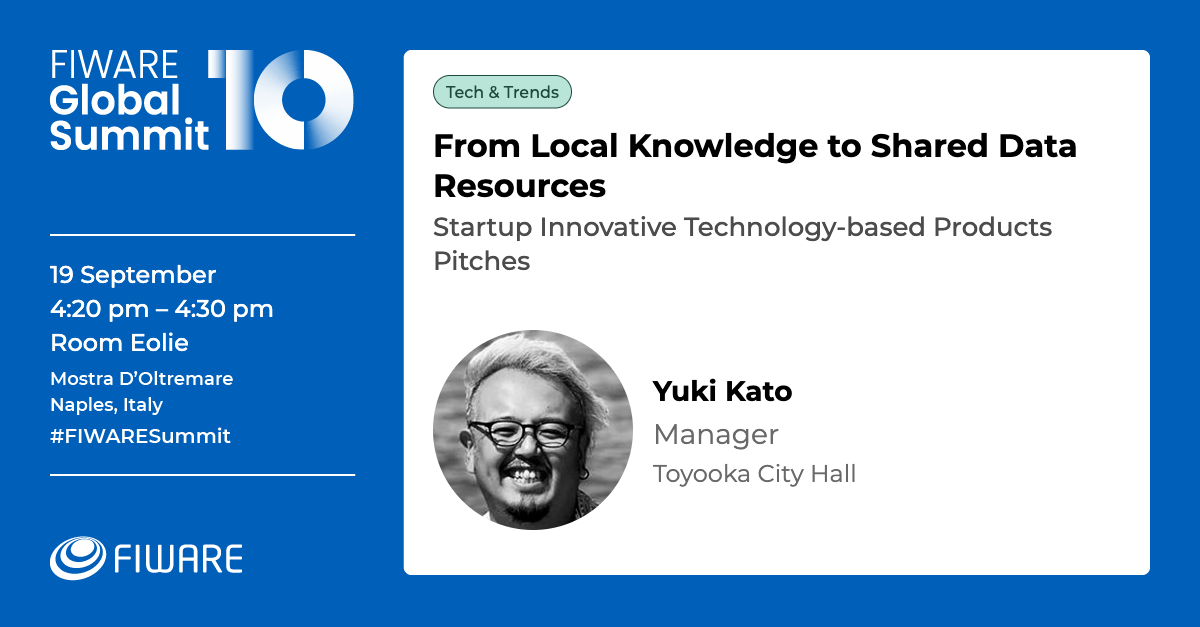 FIWARE
Global
Summit
10
19 September
4:20 pm – 4:30 pm
Room Eolie
Mostra D’Oltremare
Naples, Italy
#FIWARESummit
FIWARE
Tech & Trends
From Local Knowledge to Shared Data
Resources
Startup Innovative Technology-based Products
Pitches
Yuki Kato
Manager
Toyooka City Hall